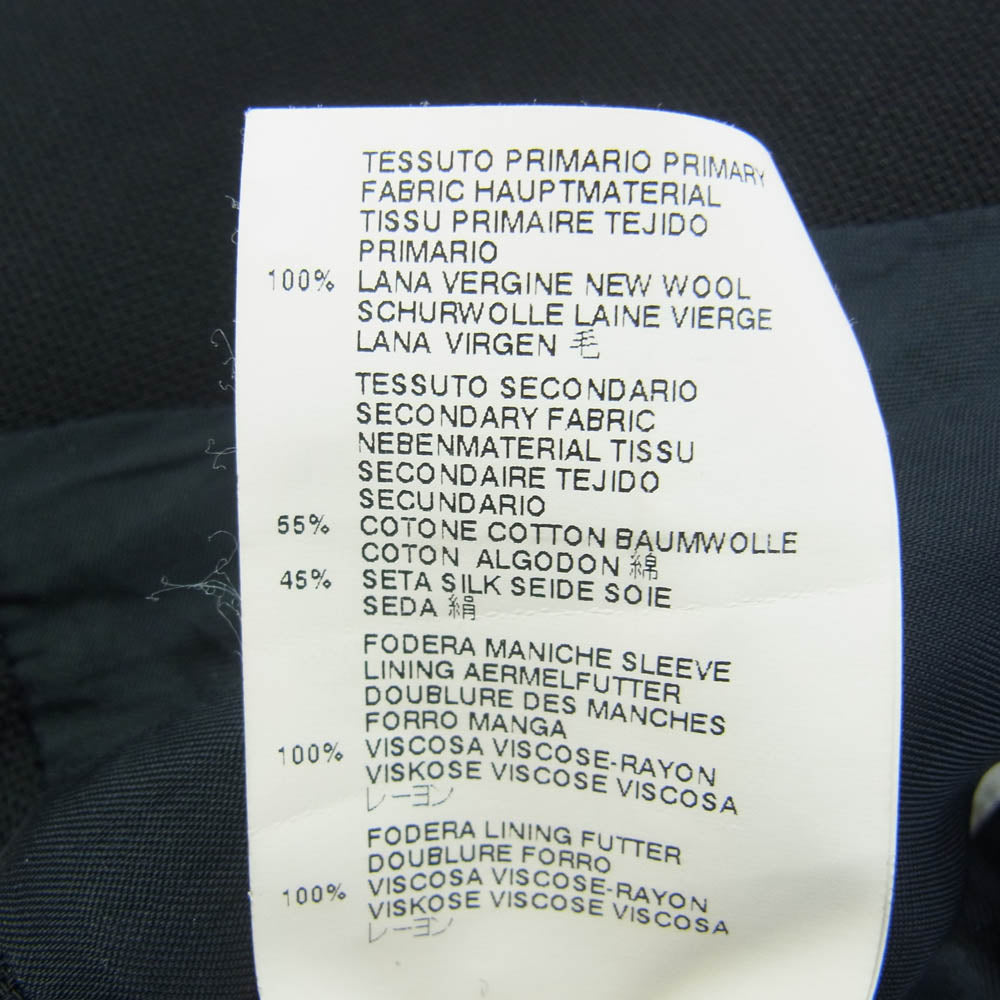 TESSUTO PRIMARIO PRIMARY
FABRIC HAUPTMATERIAL
TISSU PRIMAIRE TEJIDO
PRIMARIO
100% LANA VERGINE NEW WOOL
SCHURWOLLE LAINE VIERGE
LANA VIRGEN 毛
TESSUTO SECONDARIO
SECONDARY FABRIC
NEBENMATERIAL TISSU
SECONDAIRE TEJIDO
SECUNDARIO
55% COTONE COTTON BAUMWOLLE
COTON ALGODON 綿
45% SETA SILK SEIDE SOIE
SEDA 絹
FODERA MANICHE SLEEVE
LINING AERMELFUTTER
DOUBLURE DES MANCHES
FORRO MANGA
100% VISCOSA VISCOSE-RAYON
VISKOSE VISCOSE VISCOSA
レーヨン
FODERA LINING FUTTER
DOUBLURE FORRO
100% VISCOSA VISCOSE-RAYON
VISKOSE VISCOSE VISCOSA
レーヨン